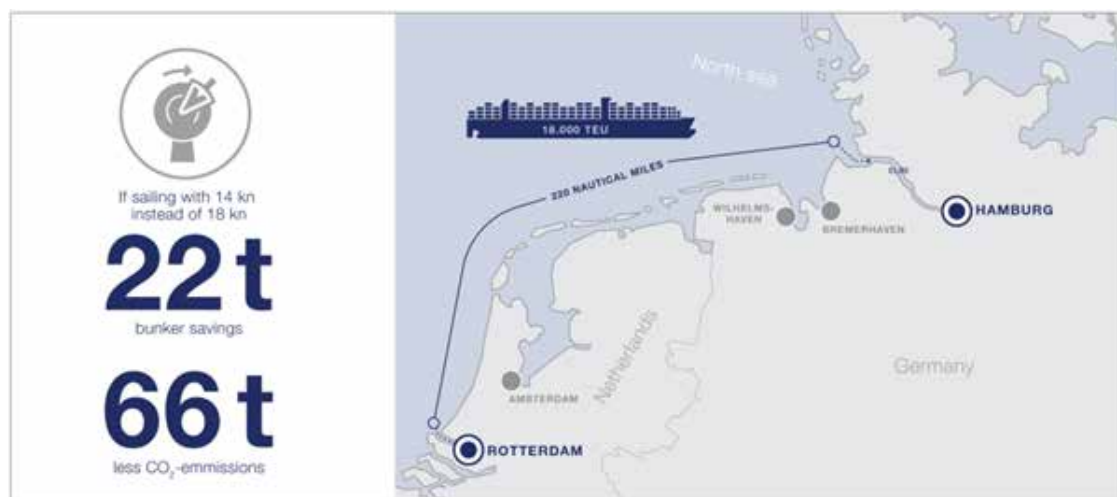 If sailing with 14 kn
instead of 18 kn
22 t
bunker savings
66 t
less CO₂-emmissions
North sea
18.000 TEU
220 NAUTICAL MILES
ELBE
HAMBURG
WILHELMS-
HAVEN
BREMERHAVEN
Netherlands
Germany
AMSTERDAM
ROTTERDAM